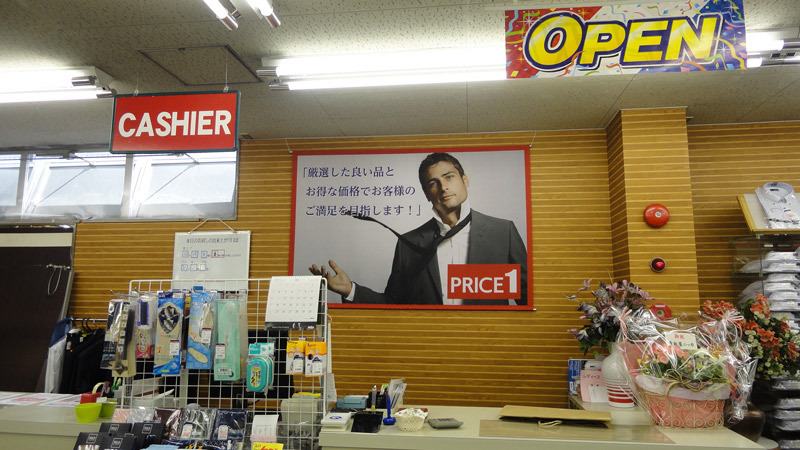 OPEN
CASHIER
「厳選した良い品と
お得な価格でお客様の
ご満足を目指します！」
PRICE1